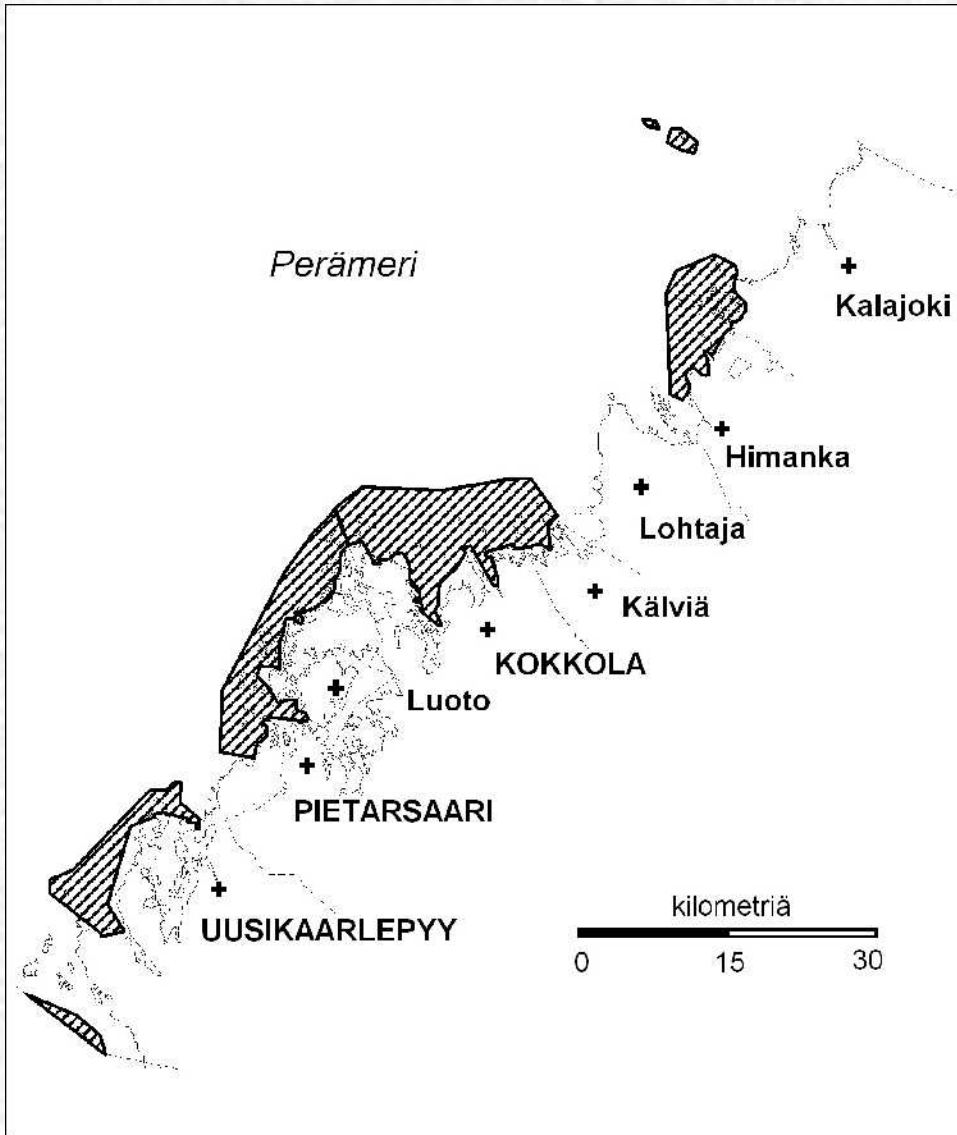 Perämeri
Kalajoki
Himanka
Lohtaja
Kälviä
KOKKOLA
Luoto
PIETARSAARI
UUSIKAARLEPYY
kilometriä
0 15 30